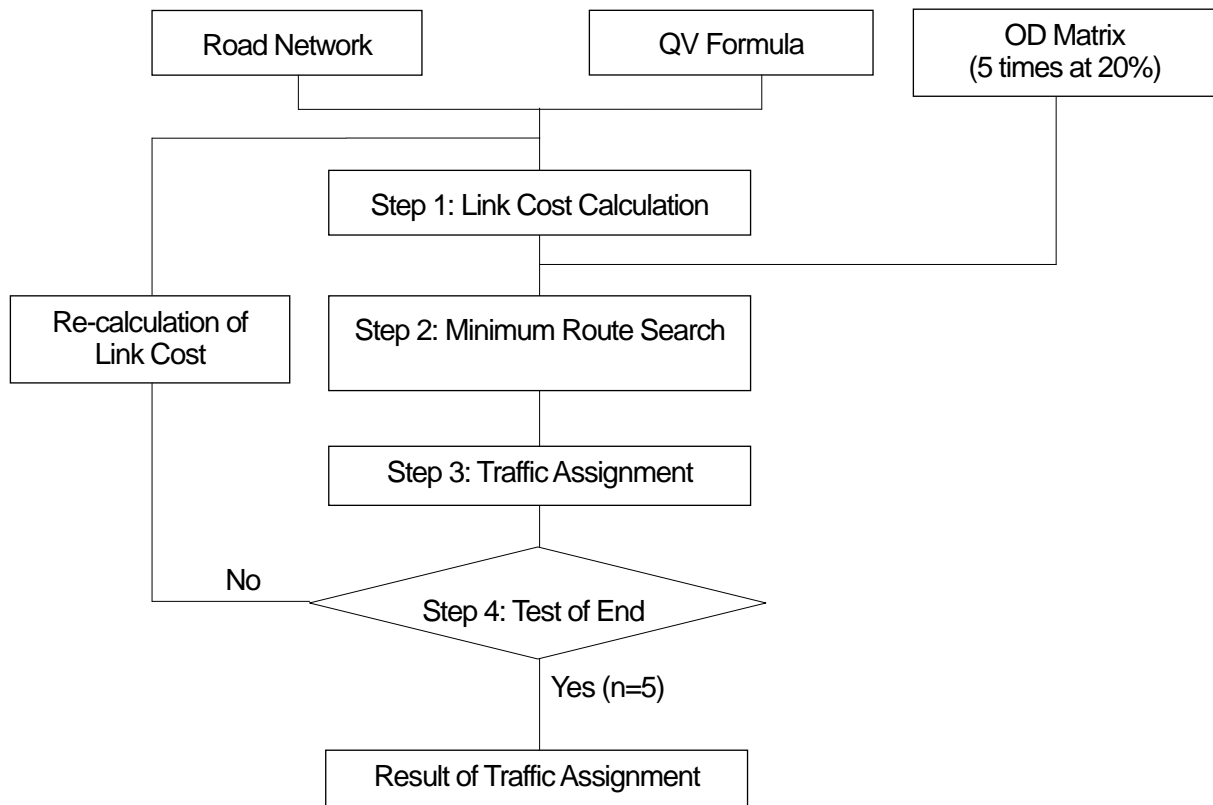 Road Network
QV Formula
OD Matrix
(5 times at 20%)
Step 1: Link Cost Calculation
Re-calculation of
Link Cost
Step 2: Minimum Route Search
Step 3: Traffic Assignment
No
Step 4: Test of End
Yes (n=5)
Result of Traffic Assignment